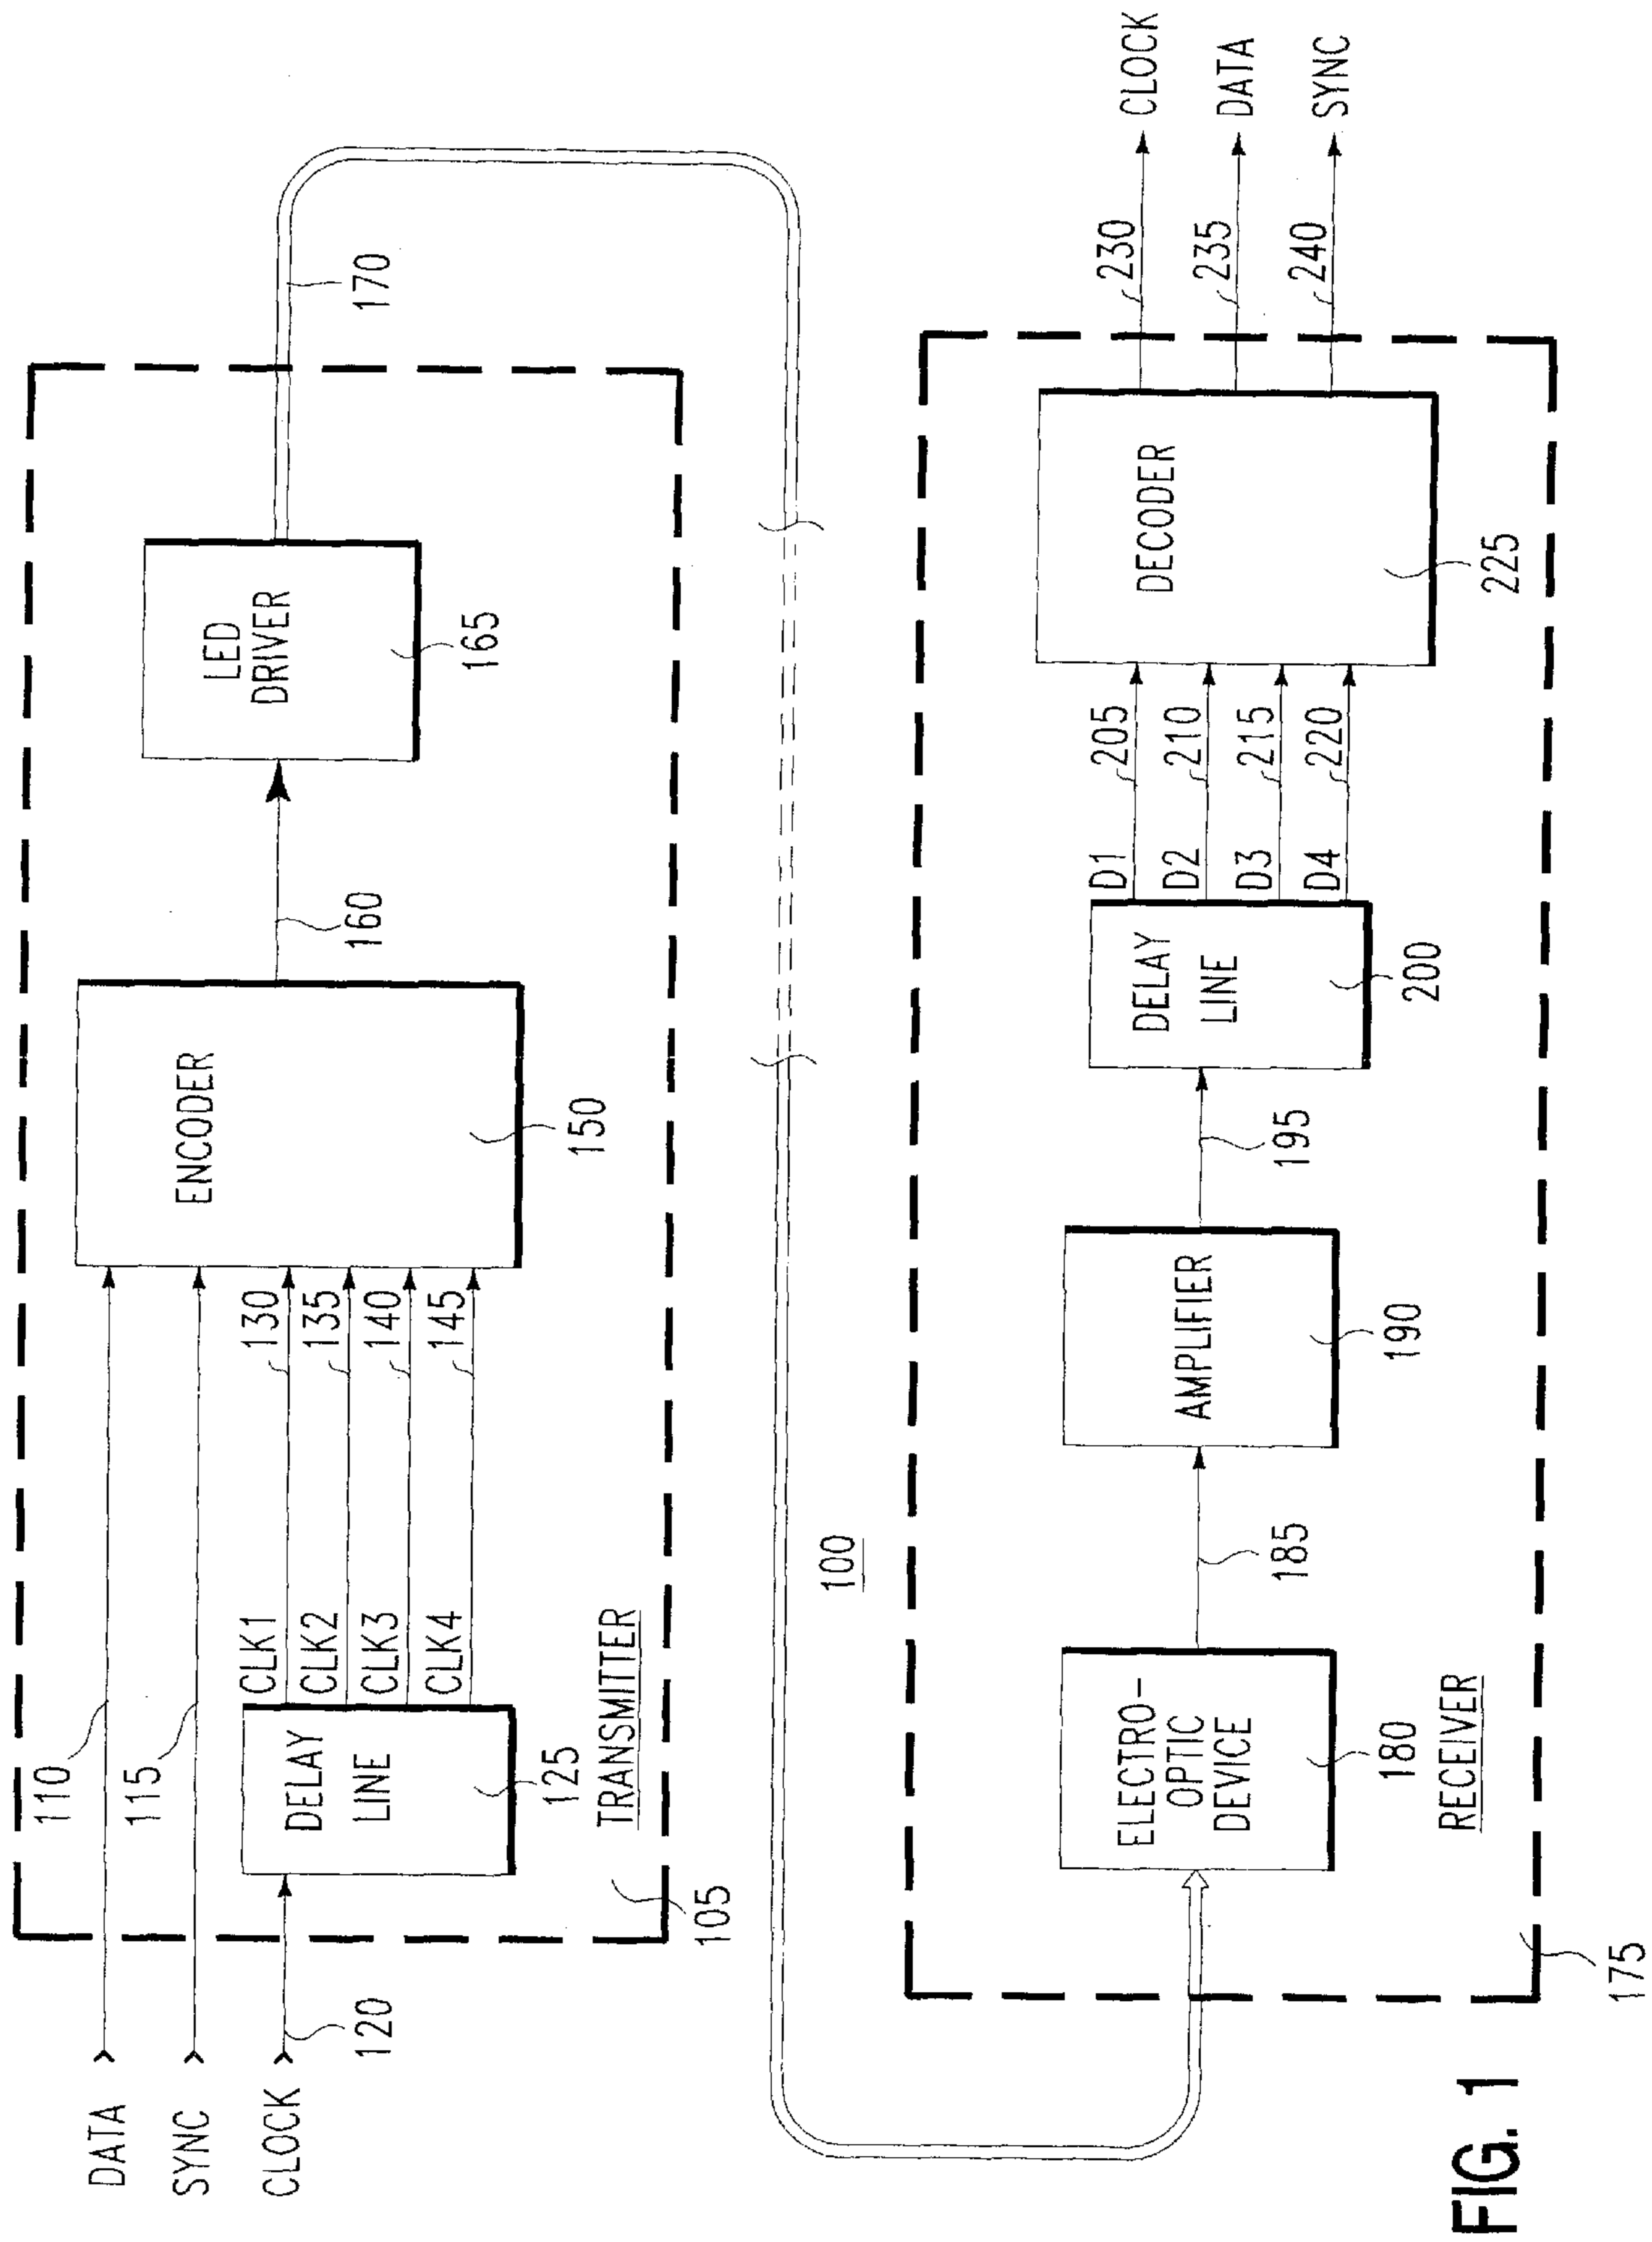 DATA
110
SYNC
115
CLOCK
120
DELAY
LINE
125
CLK1
130
CLK2
135
CLK3
140
CLK4
145
ENCODER
150
160
LED
DRIVER
165
170
TRANSMITTER
105
100
ELECTRO-
OPTIC
DEVICE
180
185
AMPLIFIER
190
195
DELAY
LINE
200
D1
205
D2
210
D3
215
D4
220
DECODER
225
230
CLOCK
235
DATA
240
SYNC
RECEIVER
175
FIG. 1